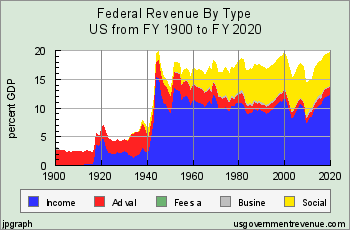 Federal Revenue By Type
US from FY 1900 to FY 2020
percent GDP
20
15
10
5
0
1900 1920 1940 1960 1980 2000 2020
Income Ad val Fees a Busine Social
jpgraph usgovernmentrevenue.com